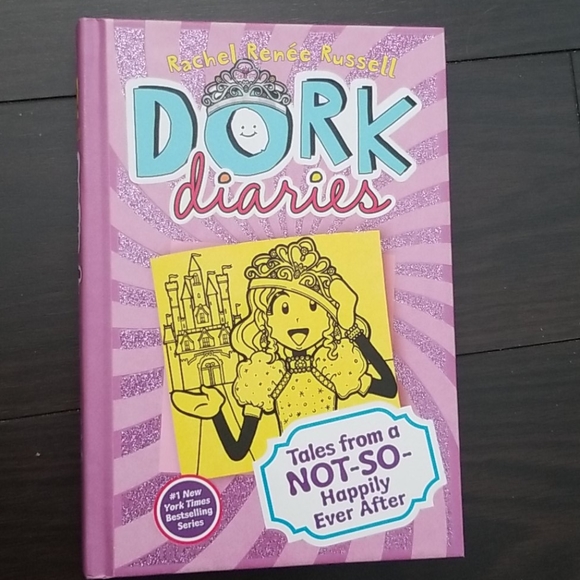 Rachel Renée Russell
DORK
diaries
Tales from a
NOT-SO-
Happily
Ever After
#1 New
York Times
Bestselling
Series